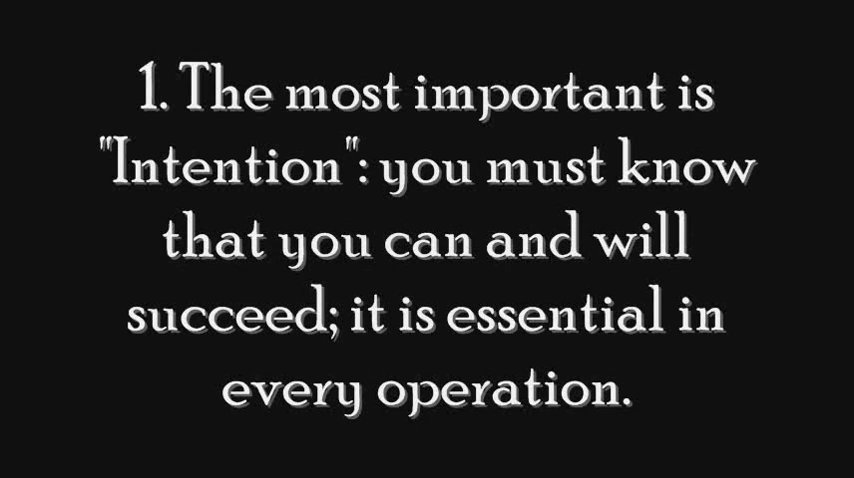 1. The most important is
"Intention": you must know
that you can and will
succeed; it is essential in
every operation.